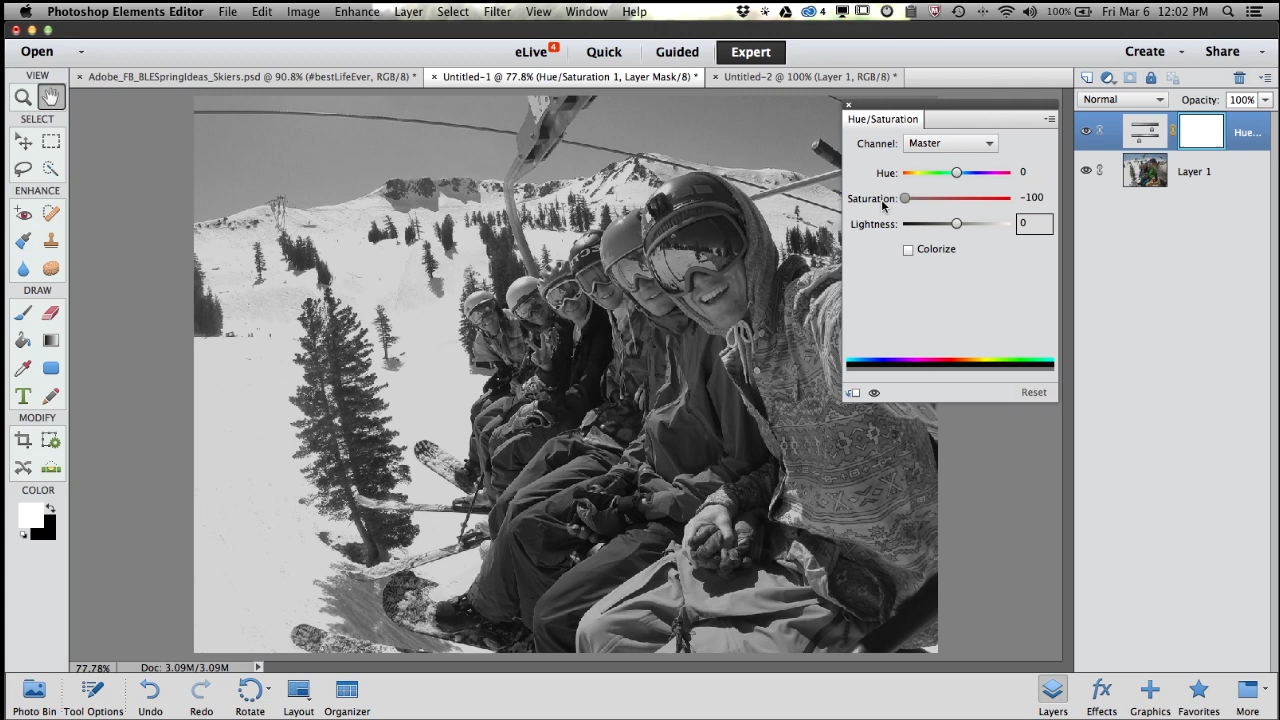 Photoshop Elements Editor File Edit Image Enhance Layer Select Filter View Window Help 4 100% Fri Mar 6 12:02 PM
Open eLive 4 Quick Guided Expert Create Share
VIEW
× Adobe_FB_BLESpringIdeas_Skiers.psd @ 90.8% (#bestLifeEver, RGB/8) *
× Untitled-1 @ 77.8% (Hue/Saturation 1, Layer Mask/8) *
× Untitled-2 @ 100% (Layer 1, RGB/8) *
Normal Opacity: 100%
SELECT
Hue/Saturation
Channel: Master
Hue: 0
Saturation: -100
Lightness: 0
Colorize
Reset
Hue...
Layer 1
ENHANCE
DRAW
T
MODIFY
COLOR
77.78% Doc: 3.09M/3.09M
Photo Bin Tool Options Undo Redo Rotate Layout Organizer Layers fx Effects Graphics Favorites More